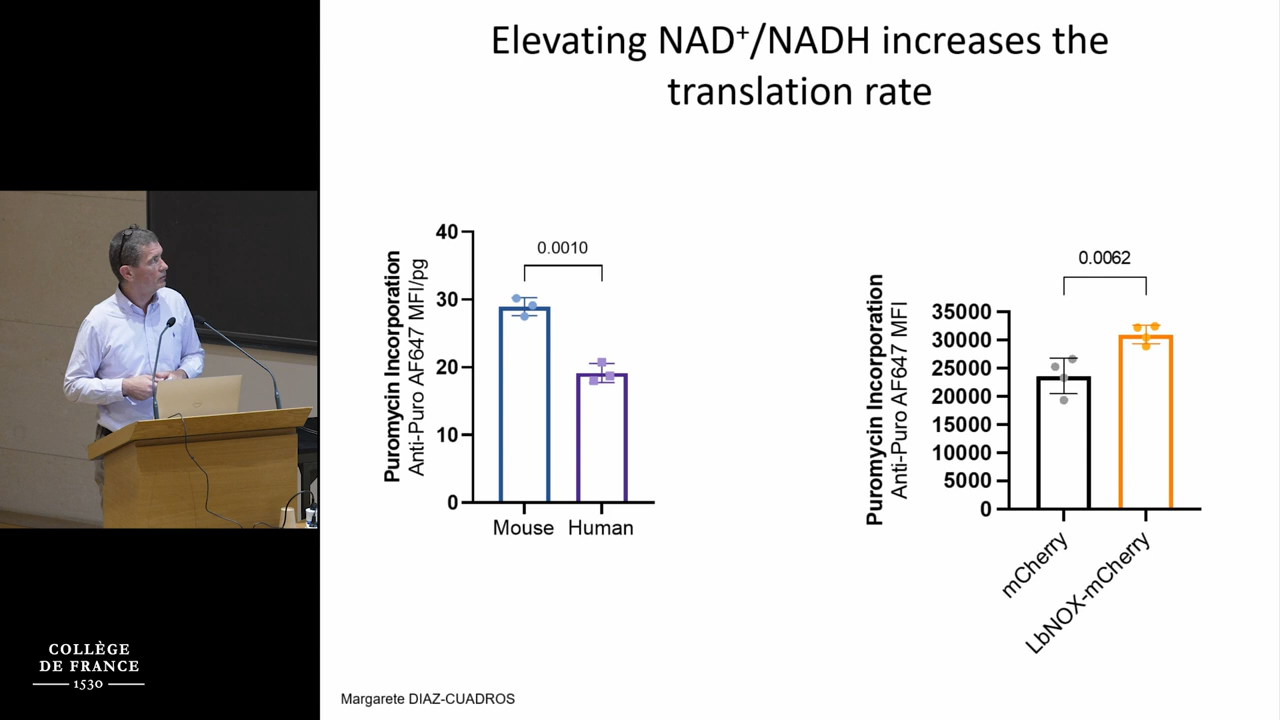 Elevating NAD⁺/NADH increases the
translation rate
Puromycin Incorporation
Anti-Puro AF647 MFI/pg
40
30
20
10
0
0.0010
Mouse Human
Puromycin Incorporation
Anti-Puro AF647 MFI
35000
30000
25000
20000
15000
10000
5000
0
0.0062
mCherry
LbNOX-mCherry
COLLÈGE
DE FRANCE
1530
Margarete DIAZ-CUADROS